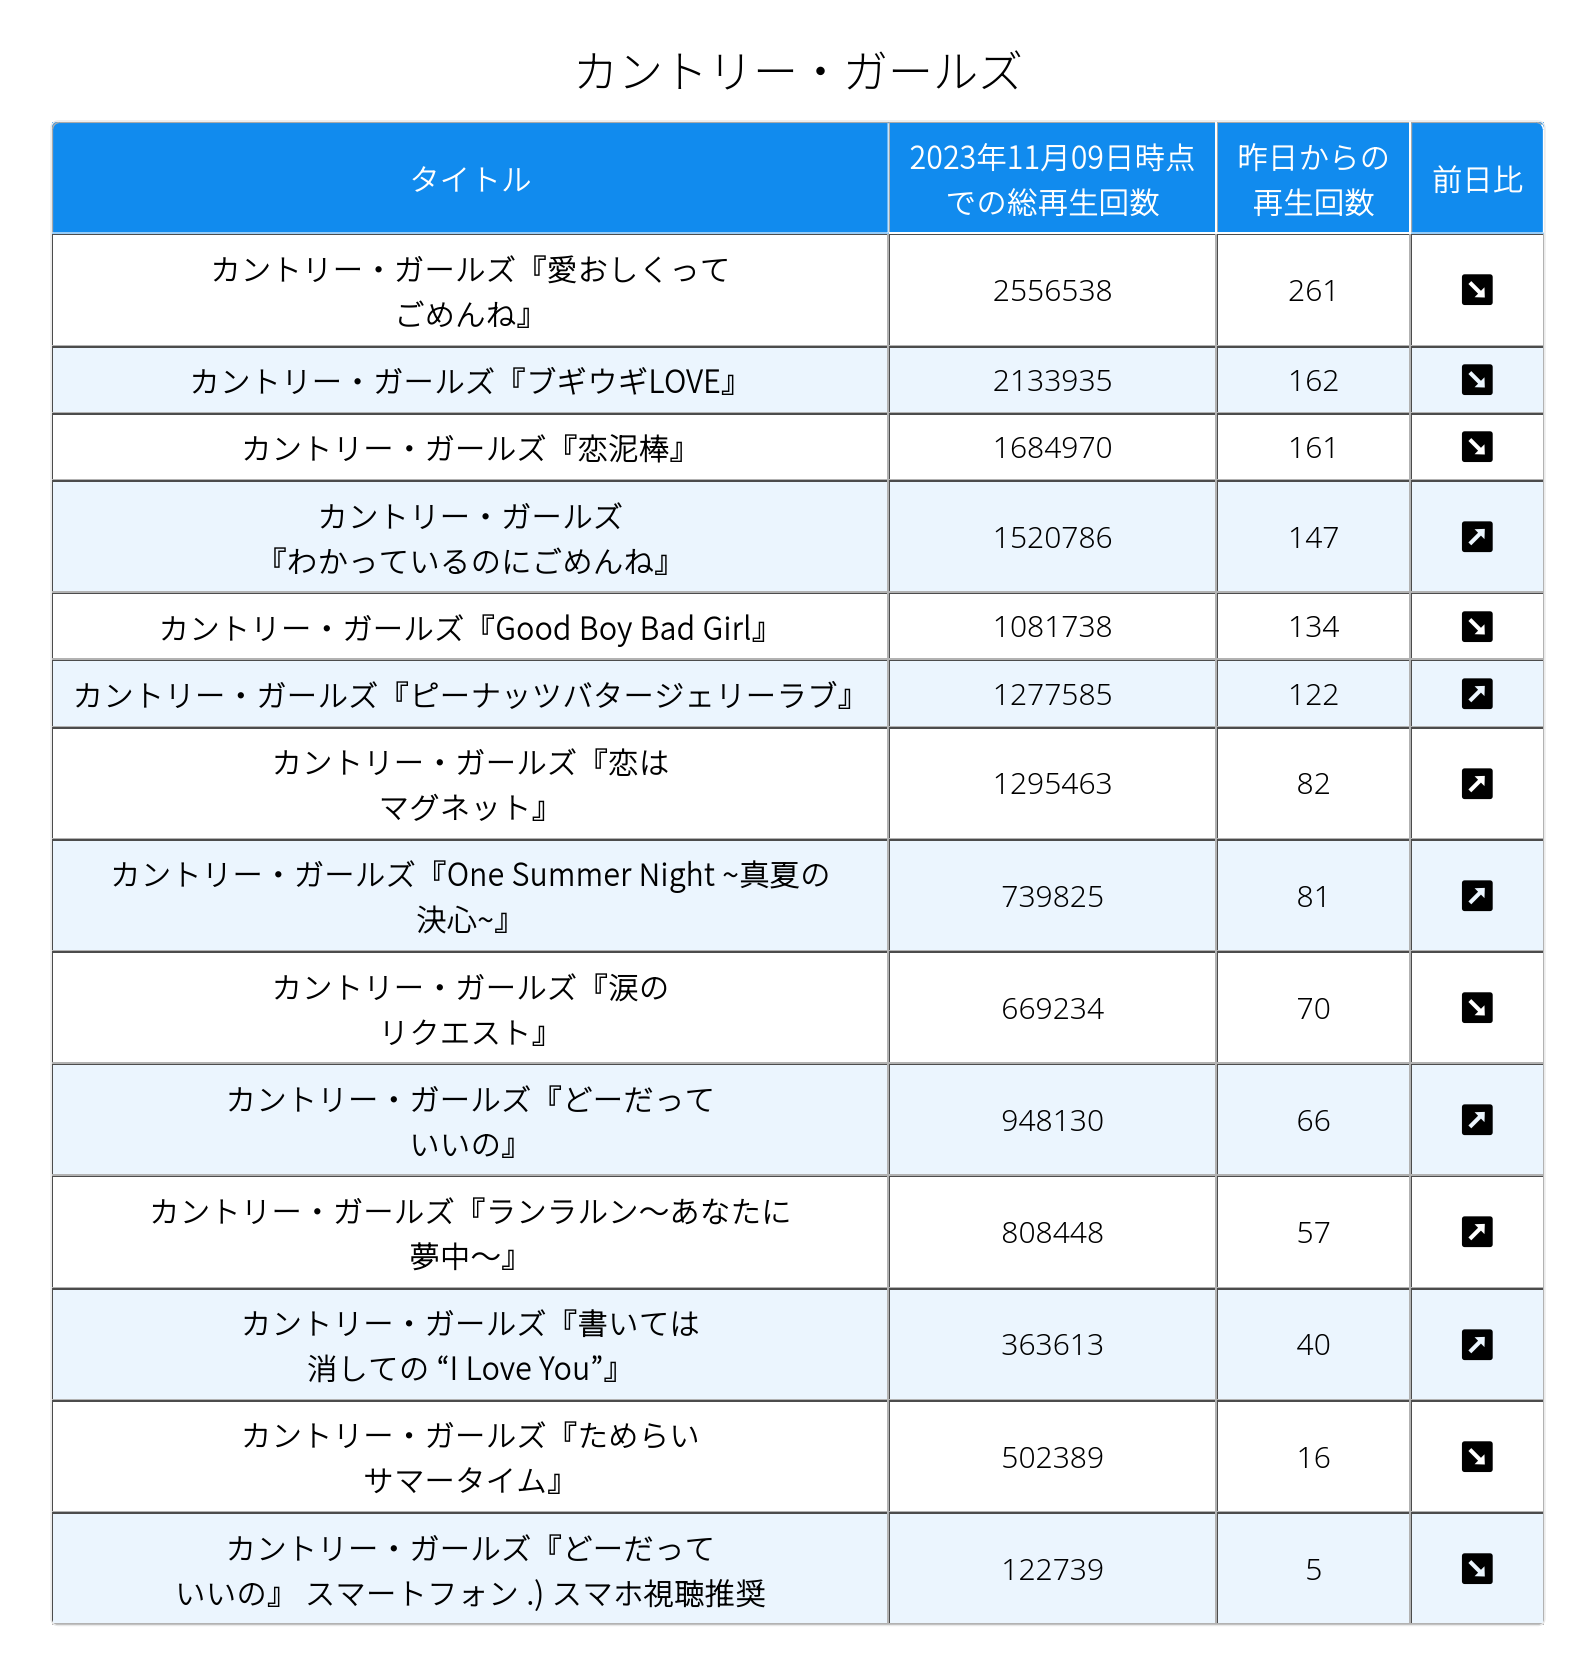 カントリー・ガールズ
タイトル
2023年11月09日時点
での総再生回数
昨日からの
再生回数
前日比
カントリー・ガールズ『愛おしくって
ごめんね』
2556538
261
カントリー・ガールズ『ブギウギLOVE』
2133935
162
カントリー・ガールズ『恋泥棒』
1684970
161
カントリー・ガールズ
『わかっているのにごめんね』
1520786
147
カントリー・ガールズ『Good Boy Bad Girl』
1081738
134
カントリー・ガールズ『ピーナッツバタージェリーラブ』
1277585
122
カントリー・ガールズ『恋は
マグネット』
1295463
82
カントリー・ガールズ『One Summer Night ~真夏の
決心~』
739825
81
カントリー・ガールズ『涙の
リクエスト』
669234
70
カントリー・ガールズ『どーだって
いいの』
948130
66
カントリー・ガールズ『ランラルン〜あなたに
夢中〜』
808448
57
カントリー・ガールズ『書いては
消しての “I Love You”』
363613
40
カントリー・ガールズ『ためらい
サマータイム』
502389
16
カントリー・ガールズ『どーだって
いいの』 スマートフォン .) スマホ視聴推奨
122739
5